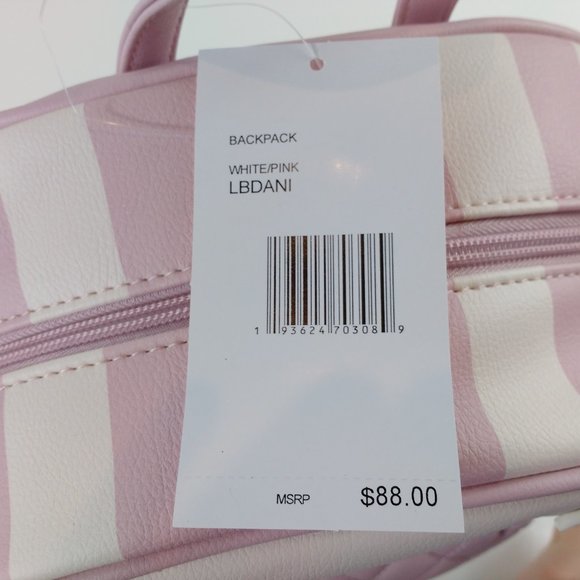 BACKPACK
WHITE/PINK
LBDANI
1 93624 70308 9
MSRP $88.00